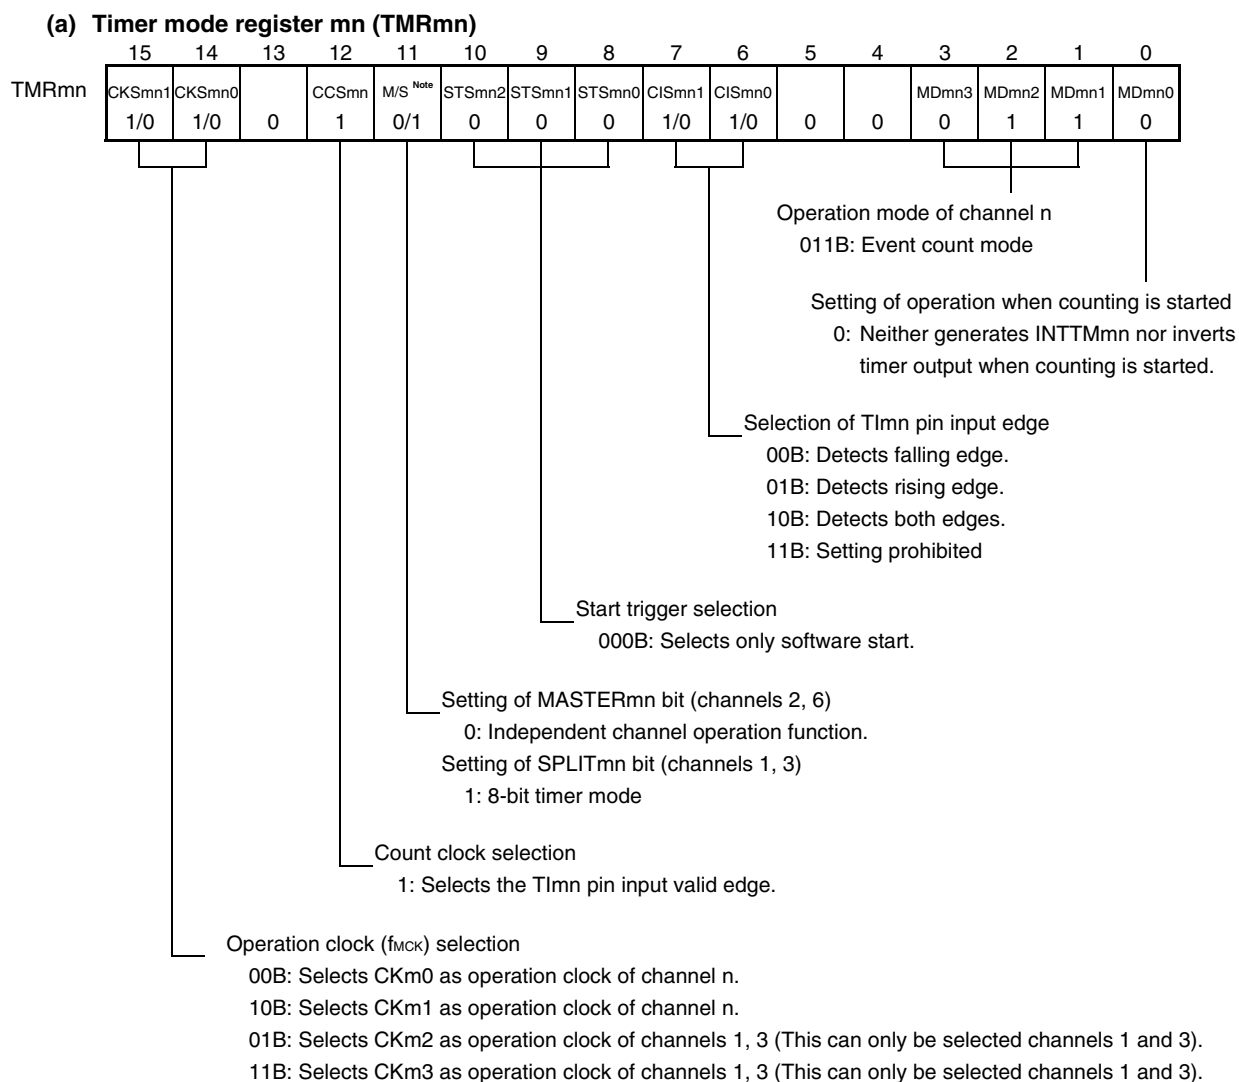 (a) Timer mode register mn (TMRmn)
15 14 13 12 11 10 9 8 7 6 5 4 3 2 1 0
TMRmn CKSmn1 CKSmn0 CCSmn M/S Note STSmn2 STSmn1 STSmn0 CISmn1 CISmn0 MDmn3 MDmn2 MDmn1 MDmn0
1/0 1/0 0 1 0/1 0 0 0 1/0 1/0 0 0 0 1 1 0
Operation mode of channel n
011B: Event count mode
Setting of operation when counting is started
0: Neither generates INTTMmn nor inverts
timer output when counting is started.
Selection of TImn pin input edge
00B: Detects falling edge.
01B: Detects rising edge.
10B: Detects both edges.
11B: Setting prohibited
Start trigger selection
000B: Selects only software start.
Setting of MASTERmn bit (channels 2, 6)
0: Independent channel operation function.
Setting of SPLITmn bit (channels 1, 3)
1: 8-bit timer mode
Count clock selection
1: Selects the TImn pin input valid edge.
Operation clock (fMCK) selection
00B: Selects CKm0 as operation clock of channel n.
10B: Selects CKm1 as operation clock of channel n.
01B: Selects CKm2 as operation clock of channels 1, 3 (This can only be selected channels 1 and 3).
11B: Selects CKm3 as operation clock of channels 1, 3 (This can only be selected channels 1 and 3).